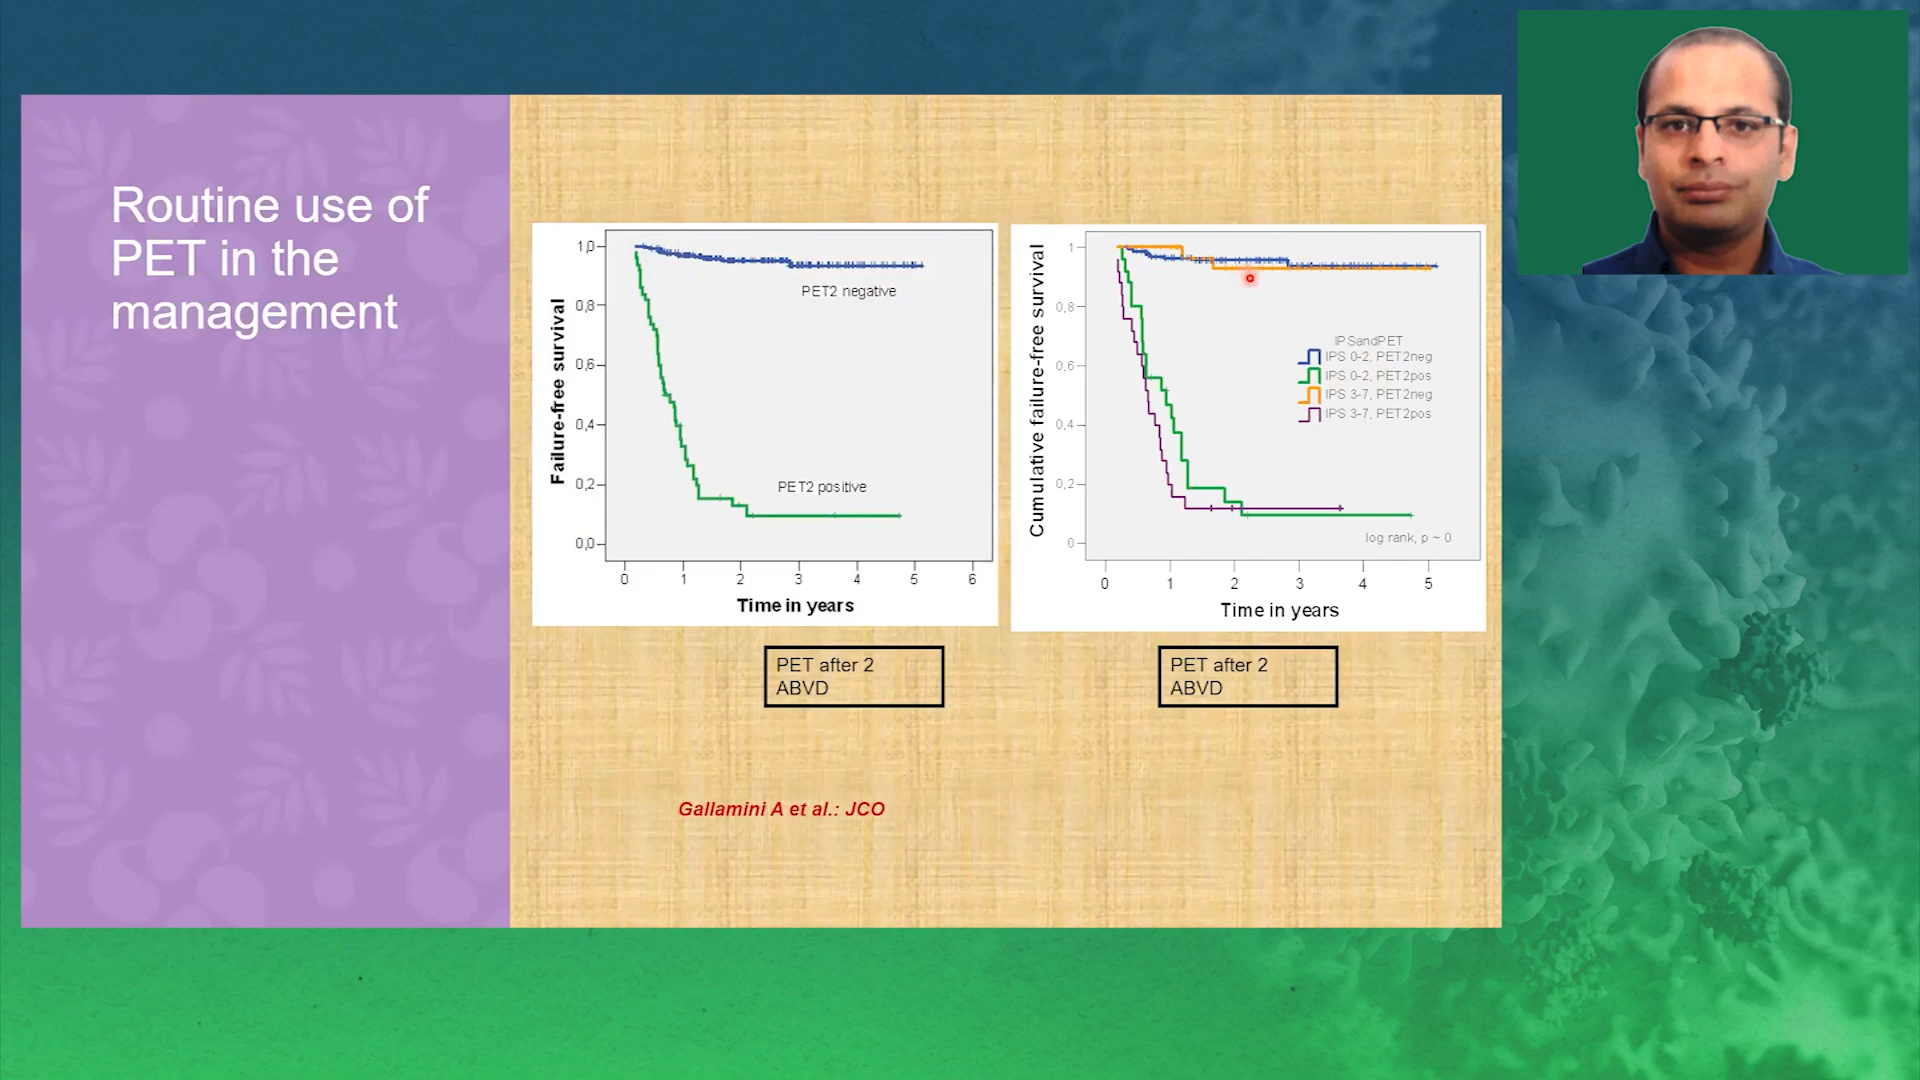 Routine use of
PET in the
management
Failure-free survival
1,0
0,8
0,6
0,4
0,2
0,0
PET2 negative
PET2 positive
0 1 2 3 4 5 6
Time in years
Cumulative failure-free survival
1
0,8
0,6
0,4
0,2
0
IPSandPET
IPS 0-2, PET2neg
IPS 0-2, PET2pos
IPS 3-7, PET2neg
IPS 3-7, PET2pos
log rank, p ~ 0
0 1 2 3 4 5
Time in years
PET after 2
ABVD
PET after 2
ABVD
Gallamini A et al.: JCO